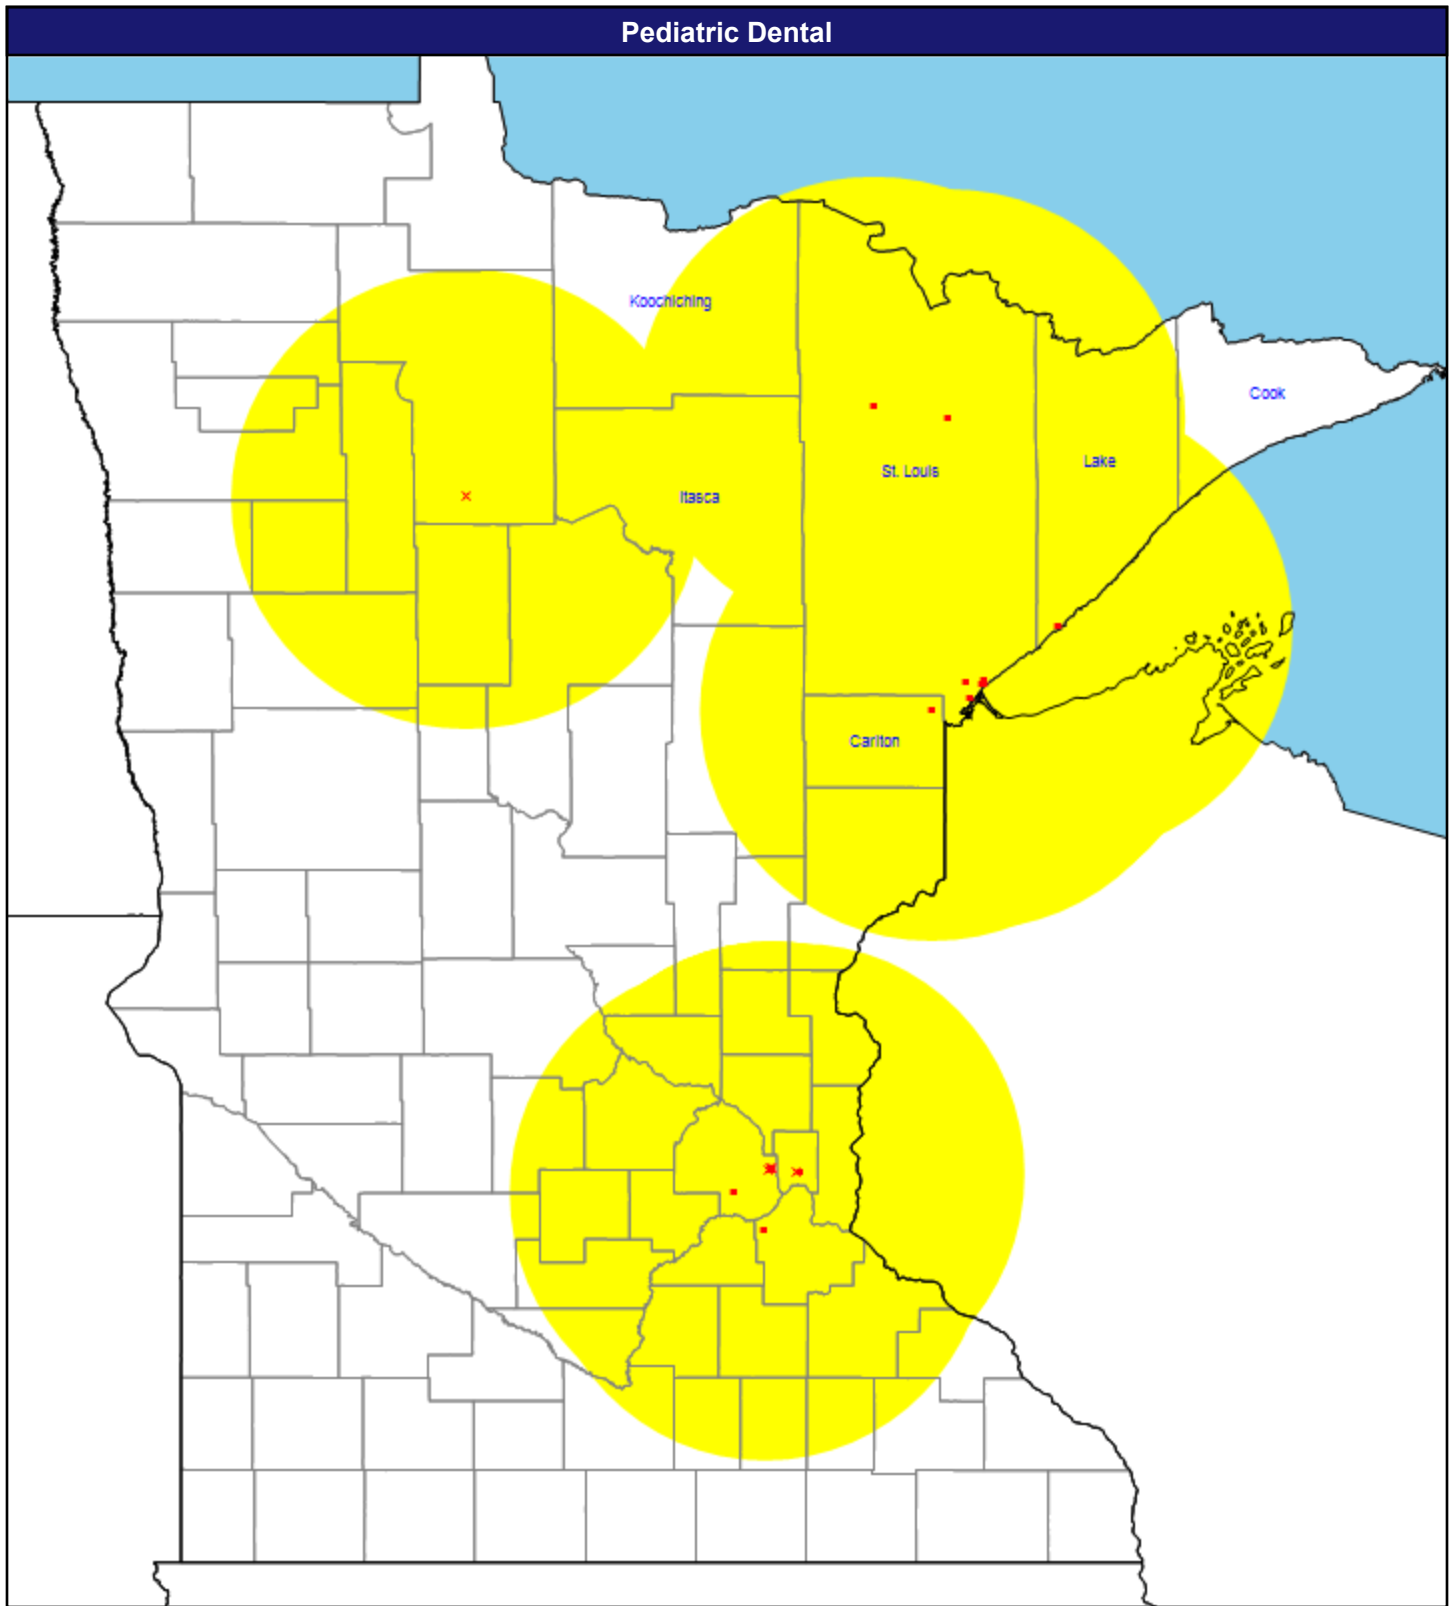 Pediatric Dental
Koochiching
Cook
Lake
St. Louis
Itasca
Carlton